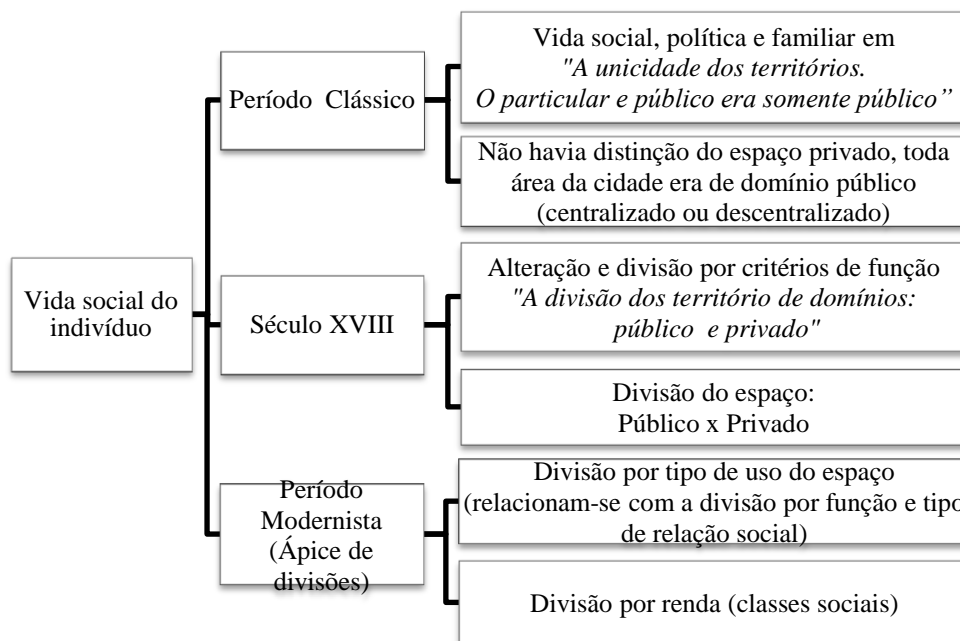 Vida social do
indivíduo
Período Clássico
Vida social, política e familiar em
"A unicidade dos territórios.
O particular e público era somente público”
Não havia distinção do espaço privado, toda
área da cidade era de domínio público
(centralizado ou descentralizado)
Século XVIII
Alteração e divisão por critérios de função
"A divisão dos território de domínios:
público e privado"
Divisão do espaço:
Público x Privado
Período
Modernista
(Ápice de
divisões)
Divisão por tipo de uso do espaço
(relacionam-se com a divisão por função e tipo
de relação social)
Divisão por renda (classes sociais)